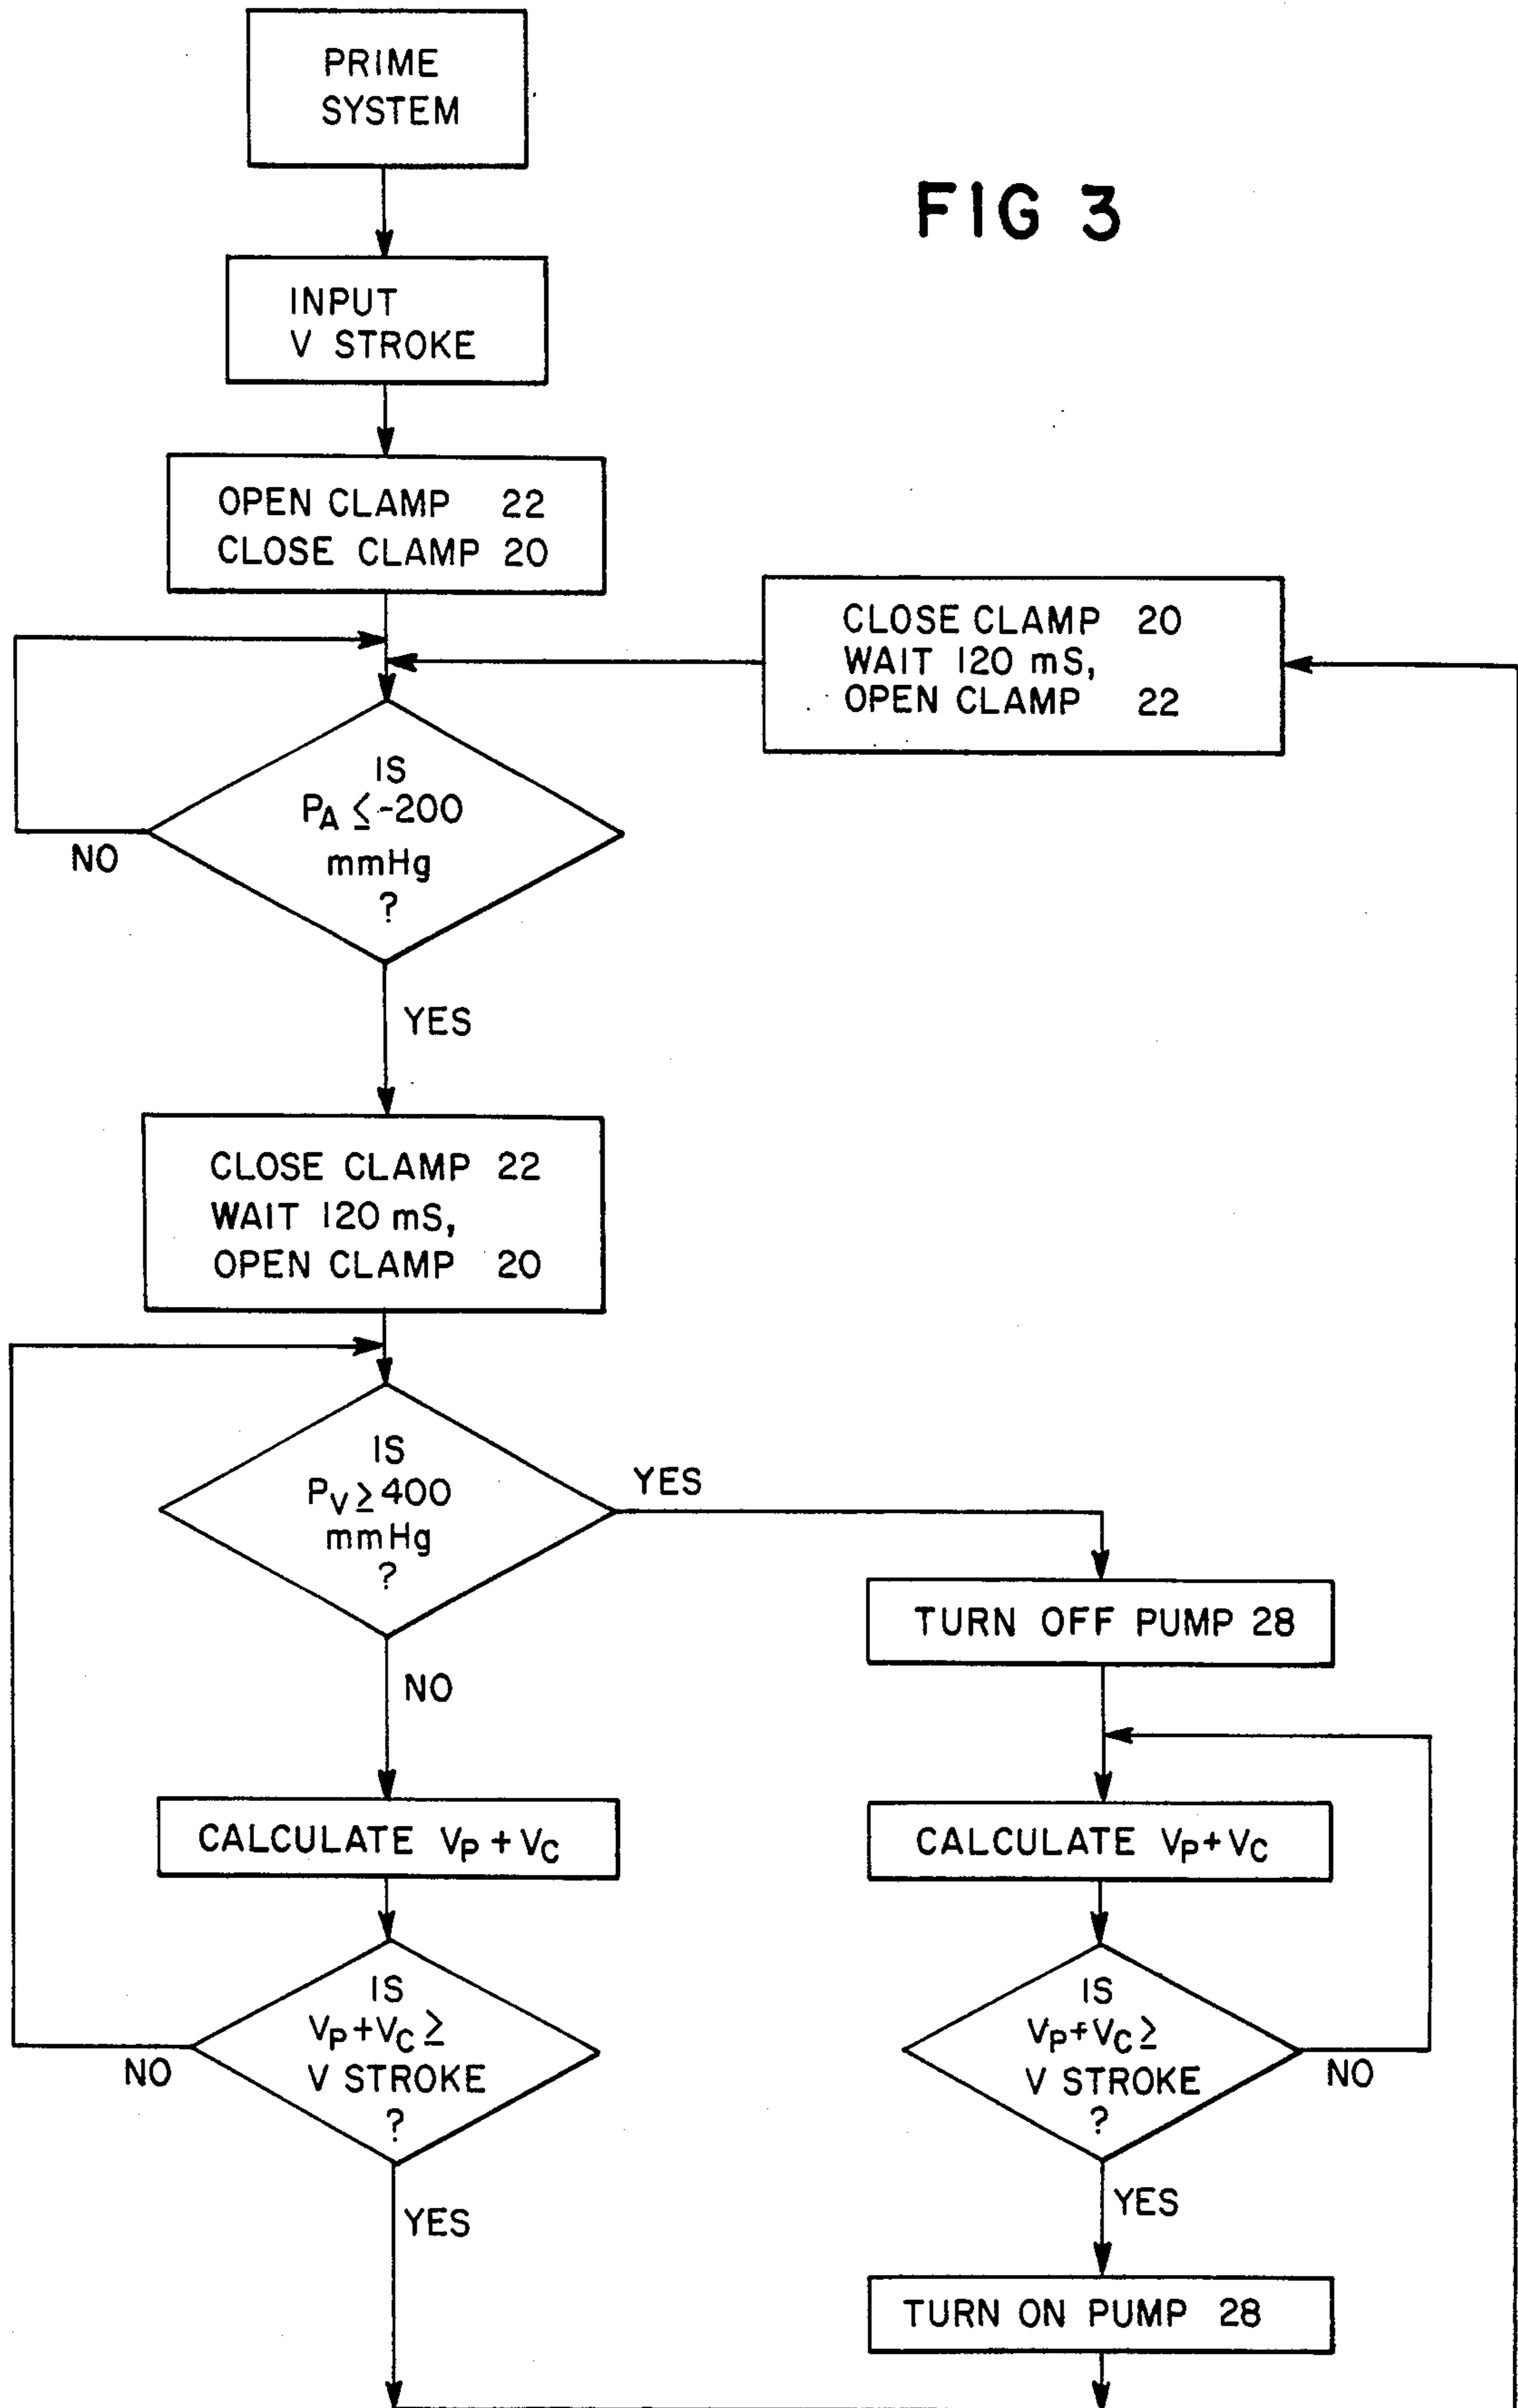 PRIME
SYSTEM
FIG 3
INPUT
V STROKE
OPEN CLAMP 22
CLOSE CLAMP 20
CLOSE CLAMP 20
WAIT 120 mS,
OPEN CLAMP 22
IS
PA ≤ -200
mmHg
?
NO
YES
CLOSE CLAMP 22
WAIT 120 mS,
OPEN CLAMP 20
IS
PV ≥ 400
mmHg
?
YES
NO
TURN OFF PUMP 28
CALCULATE VP + VC
CALCULATE VP + VC
IS
VP + VC ≥
V STROKE
?
NO
YES
IS
VP + VC ≥
V STROKE
?
NO
YES
TURN ON PUMP 28